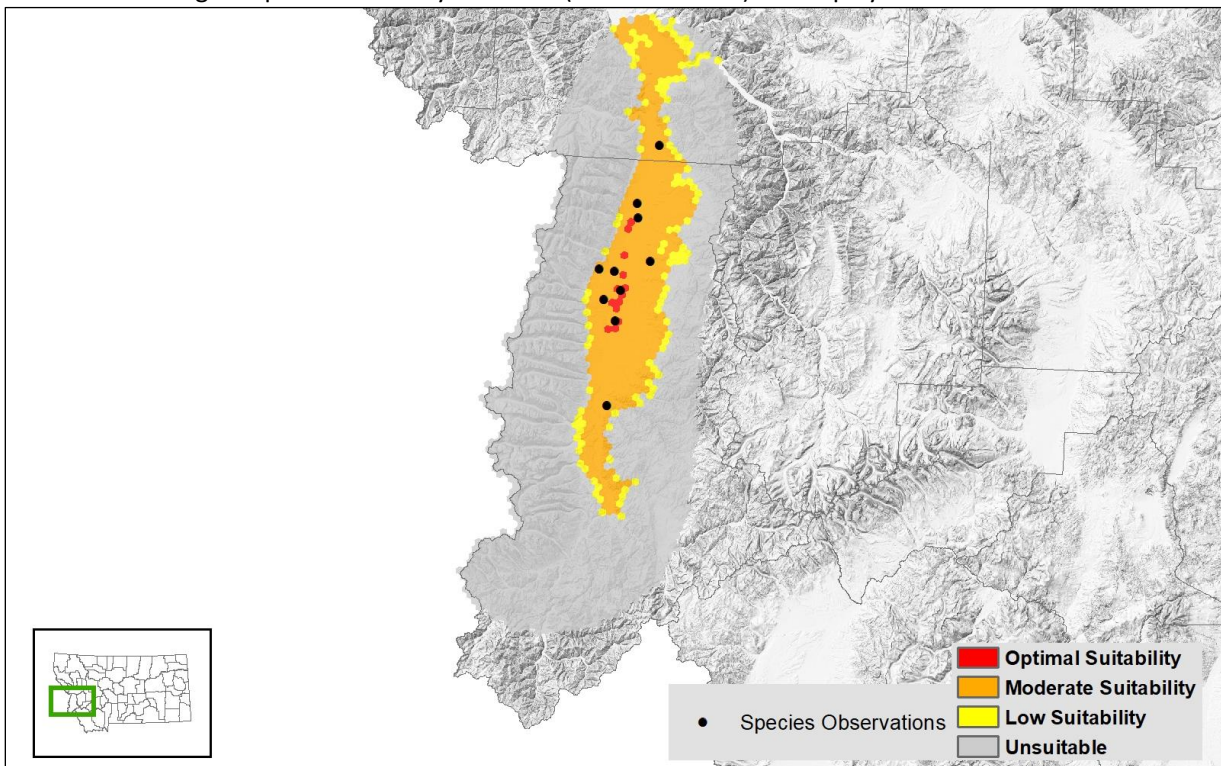 Species Observations
Optimal Suitability
Moderate Suitability
Low Suitability
Unsuitable